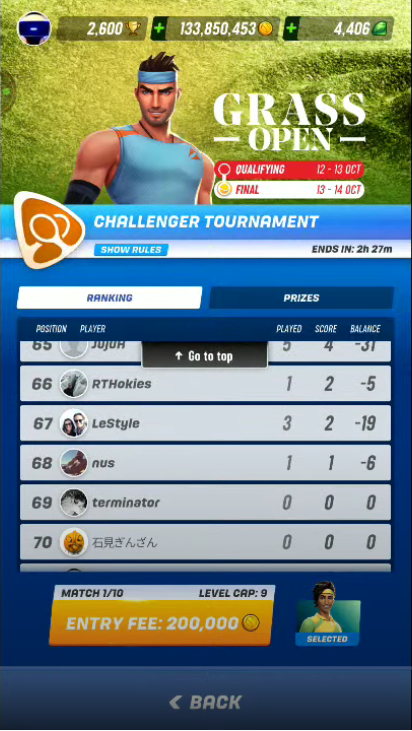 2,600 + 133,850,453 + 4,406
GRASS
OPEN
QUALIFYING 12 - 13 OCT
FINAL 13 - 14 OCT
CHALLENGER TOURNAMENT
SHOW RULES ENDS IN: 2h 27m
RANKING PRIZES
POSITION PLAYER PLAYED SCORE BALANCE
65 JujuH 5 4 -31
↑ Go to top
66 RTHokies 1 2 -5
67 LeStyle 3 2 -19
68 nus 1 1 -6
69 terminator 0 0 0
70 石見ぎんざん 0 0 0
MATCH 1/10 LEVEL CAP: 9
ENTRY FEE: 200,000
SELECTED
< BACK